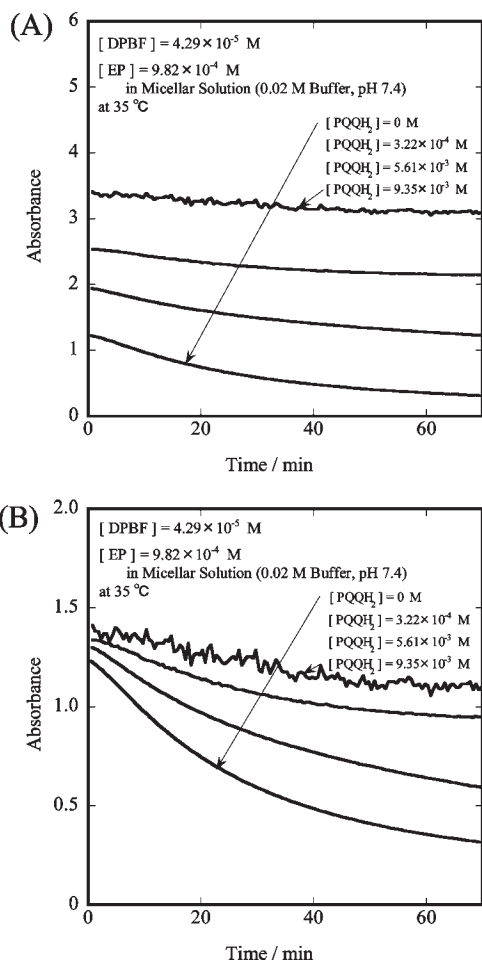 (A)
6
[ DPBF ] = 4.29×10⁻⁵ M
[ EP ] = 9.82×10⁻⁴ M
in Micellar Solution (0.02 M Buffer, pH 7.4)
at 35 ℃
5
[ PQQH₂ ] = 0 M
[ PQQH₂ ] = 3.22×10⁻⁴ M
4
[ PQQH₂ ] = 5.61×10⁻³ M
[ PQQH₂ ] = 9.35×10⁻³ M
3
Absorbance
2
1
0
0 20 40 60
Time / min
(B)
2.0
[ DPBF ] = 4.29×10⁻⁵ M
[ EP ] = 9.82×10⁻⁴ M
in Micellar Solution (0.02 M Buffer, pH 7.4)
at 35 ℃
[ PQQH₂ ] = 0 M
1.5
[ PQQH₂ ] = 3.22×10⁻⁴ M
[ PQQH₂ ] = 5.61×10⁻³ M
[ PQQH₂ ] = 9.35×10⁻³ M
1.0
Absorbance
0.5
0.0
0 20 40 60
Time / min